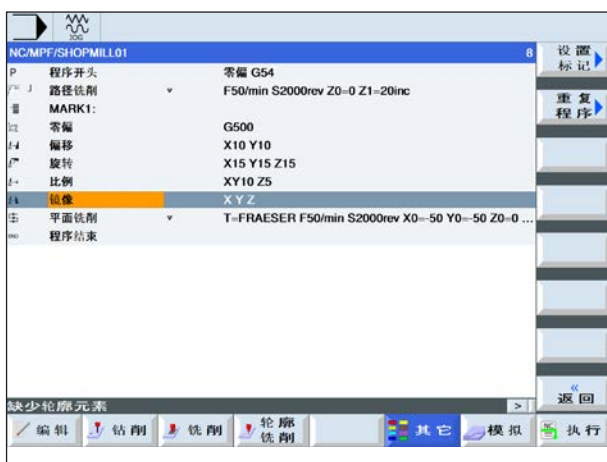 JOG
NC/MPF/SHOPMILL01 8
设置标记
P 程序开头 零偏 G54
路径铣削 F50/min S2000rev Z0=0 Z1=20inc
重复程序
MARK1:
零偏 G500
偏移 X10 Y10
旋转 X15 Y15 Z15
比例 XY10 Z5
镜像 X Y Z
平面铣削 T=FRAESER F50/min S2000rev X0=-50 Y0=-50 Z0=0 ...
END 程序结束
缺少轮廓元素 >
« 返回
编辑 钻削 铣削 轮廓铣削 其它 模拟 执行